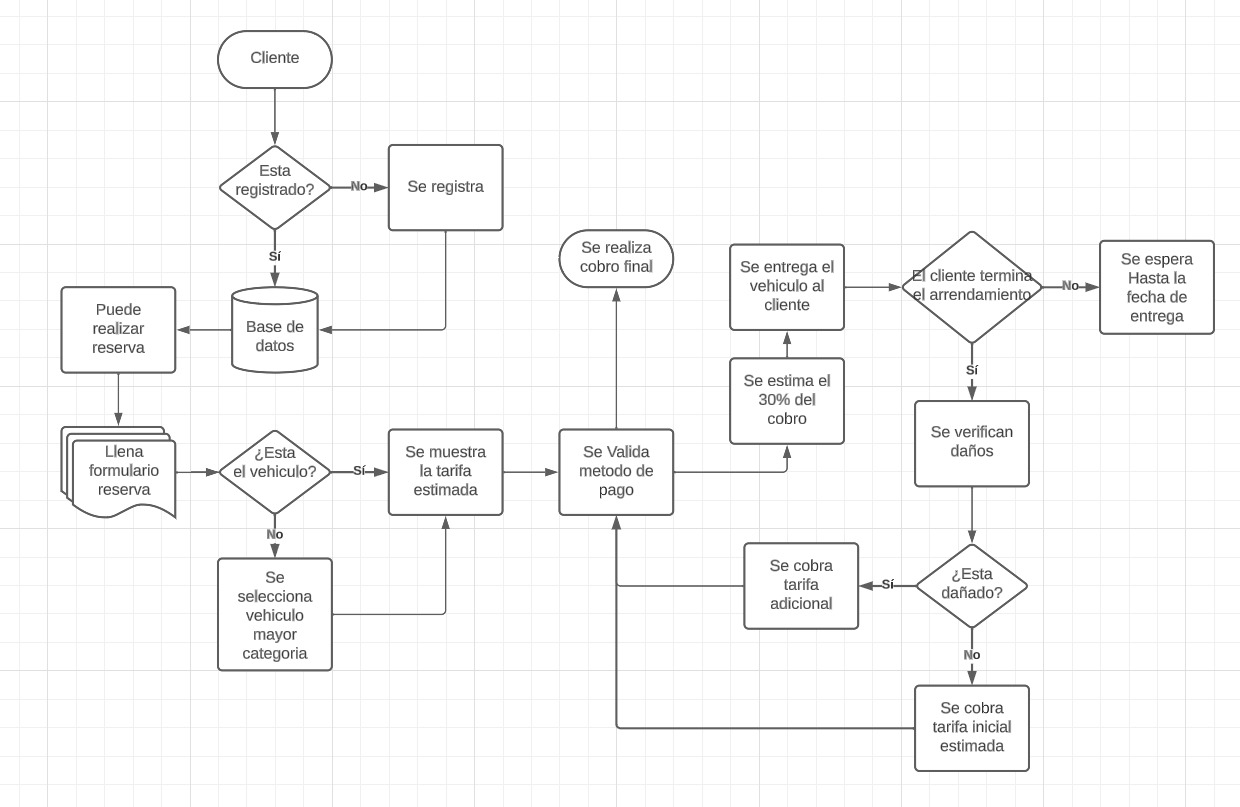 Cliente
Esta
registrado?
No
Se registra
Sí
Base de
datos
Puede
realizar
reserva
Llena
formulario
reserva
¿Esta
el vehiculo?
Sí
No
Se
selecciona
vehiculo
mayor
categoria
Se muestra
la tarifa
estimada
Se Valida
metodo de
pago
Se realiza
cobro final
Se estima el
30% del
cobro
Se entrega el
vehiculo al
cliente
El cliente termina
el arrendamiento
No
Se espera
Hasta la
fecha de
entrega
Sí
Se verifican
daños
¿Esta
dañado?
Sí
Se cobra
tarifa
adicional
No
Se cobra
tarifa inicial
estimada